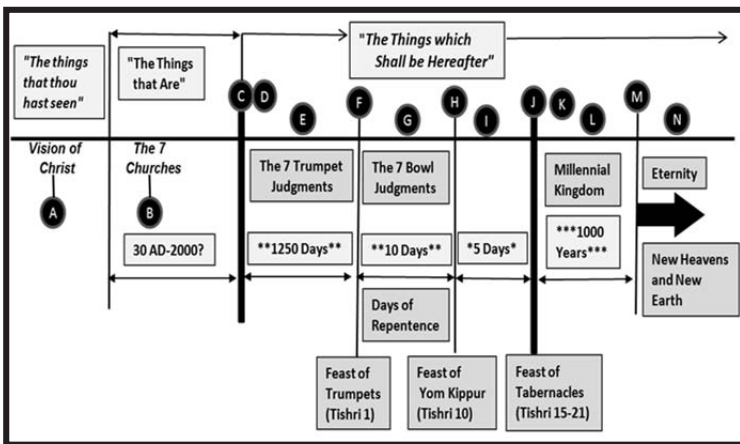 "The Things which
Shall be Hereafter"
"The things
that thou
hast seen"
"The Things
that Are"
C
D
E
F
G
H
I
J
K
L
M
N
Vision of
Christ
A
The 7
Churches
B
30 AD-2000?
The 7 Trumpet
Judgments
**1250 Days**
The 7 Bowl
Judgments
**10 Days**
Days of
Repentence
*5 Days*
Millennial
Kingdom
***1000
Years***
Eternity
New Heavens
and New
Earth
Feast of
Trumpets
(Tishri 1)
Feast of
Yom Kippur
(Tishri 10)
Feast of
Tabernacles
(Tishri 15-21)